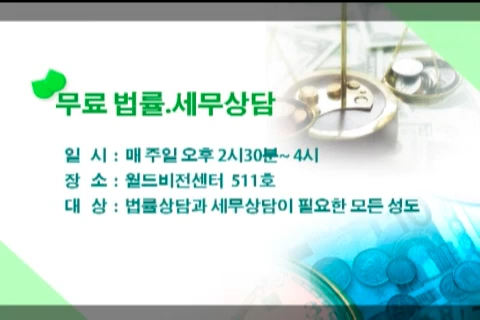 무료 법률.세무상담
일 시 : 매 주일 오후 2시30분~ 4시
장 소 : 월드비전센터 511호
대 상 : 법률상담과 세무상담이 필요한 모든 성도